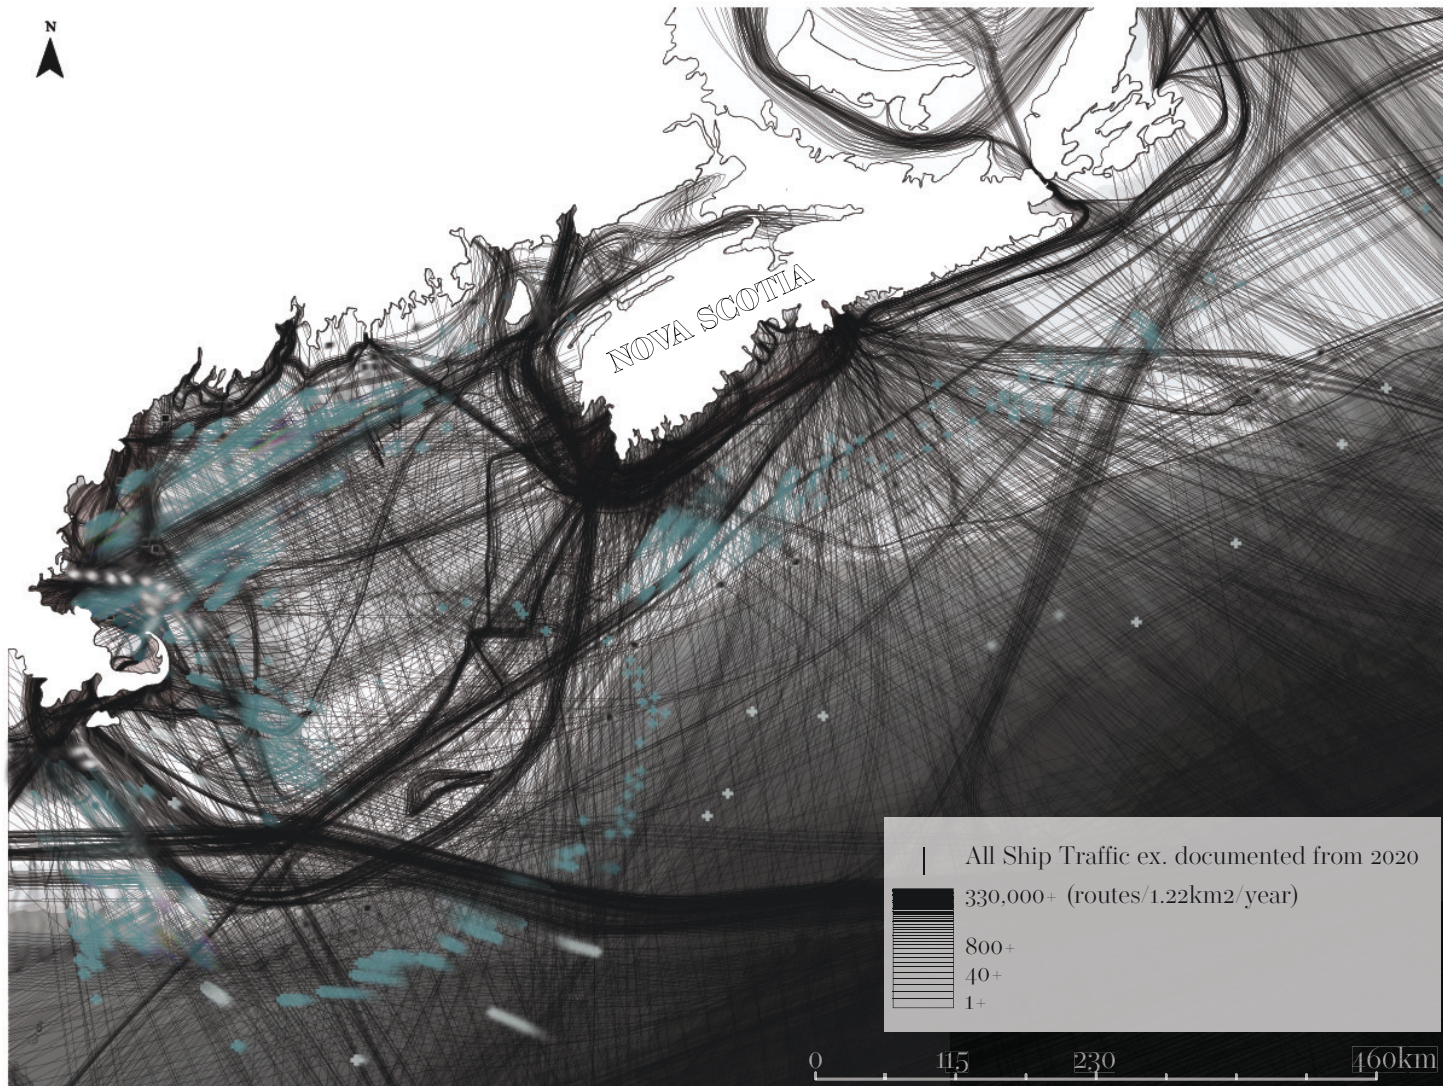 N
NOVA SCOTIA
All Ship Traffic ex. documented from 2020
330,000+ (routes/1.22km2/year)
800+
40+
1+
0 115 230 460km